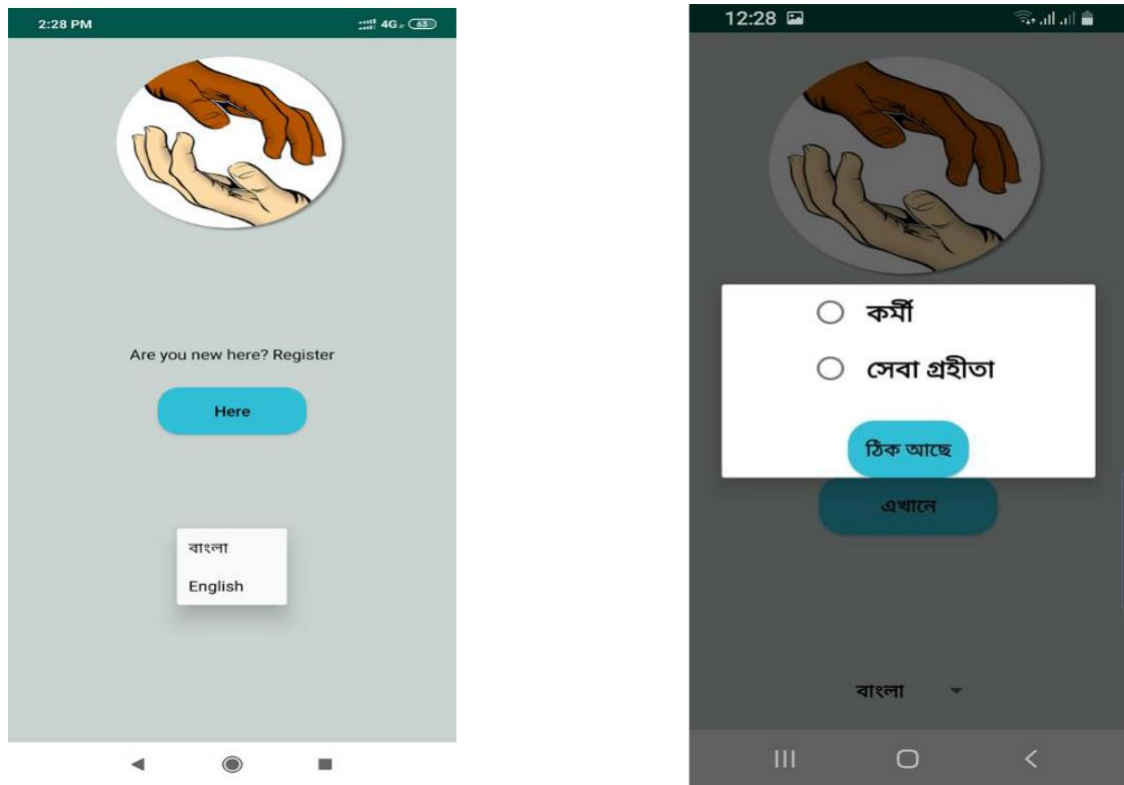 2:28 PM
4G 63
Are you new here? Register
Here
বাংলা
English
12:28
কর্মী
সেবা গ্রহীতা
ঠিক আছে
এখানে
বাংলা